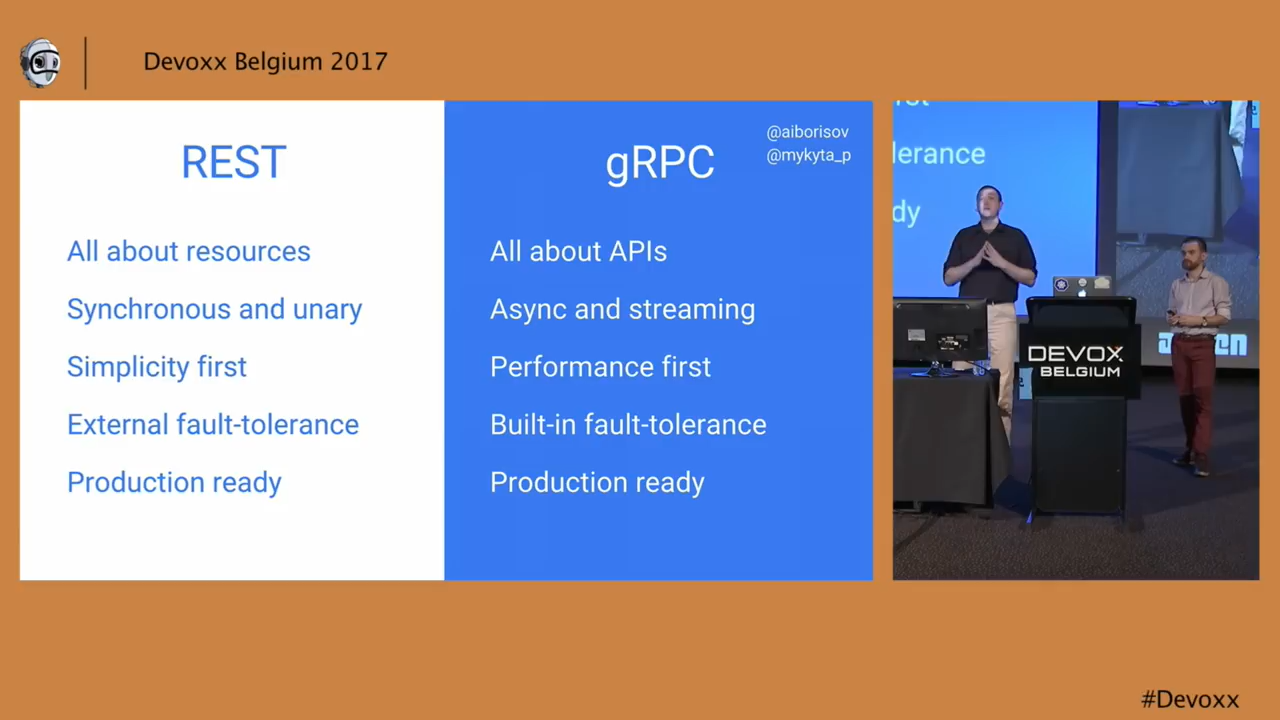 Devoxx Belgium 2017
REST
All about resources
Synchronous and unary
Simplicity first
External fault-tolerance
Production ready
gRPC
@aiborisov
@mykyta_p
All about APIs
Async and streaming
Performance first
Built-in fault-tolerance
Production ready
lerance
dy
DEVOXX
BELGIUM
#Devoxx